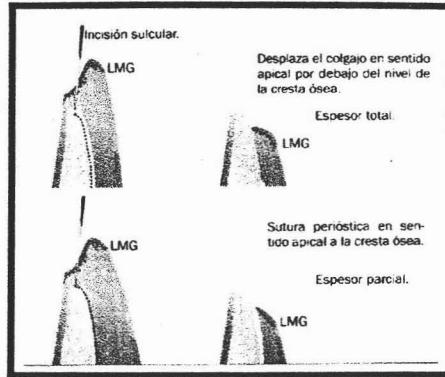 Incisión sulcular.
LMG
Desplaza el colgajo en sentido
apical por debajo del nivel de
la cresta ósea.
Espesor total.
LMG
LMG
Sutura perióstica en sen-
tido apical a la cresta ósea.
Espesor parcial.
LMG